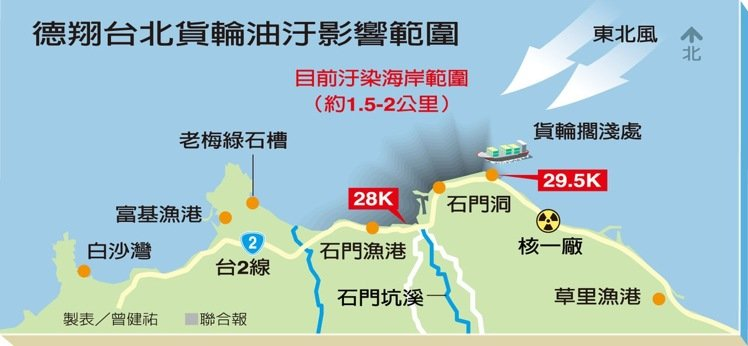 德翔台北貨輪油汙影響範圍
東北風
北
目前汙染海岸範圍
（約1.5-2公里）
貨輪擱淺處
老梅綠石槽
29.5K
28K
石門洞
富基漁港
白沙灣
2
台2線
石門漁港
核一廠
石門坑溪
草里漁港
製表／曾健祐
聯合報